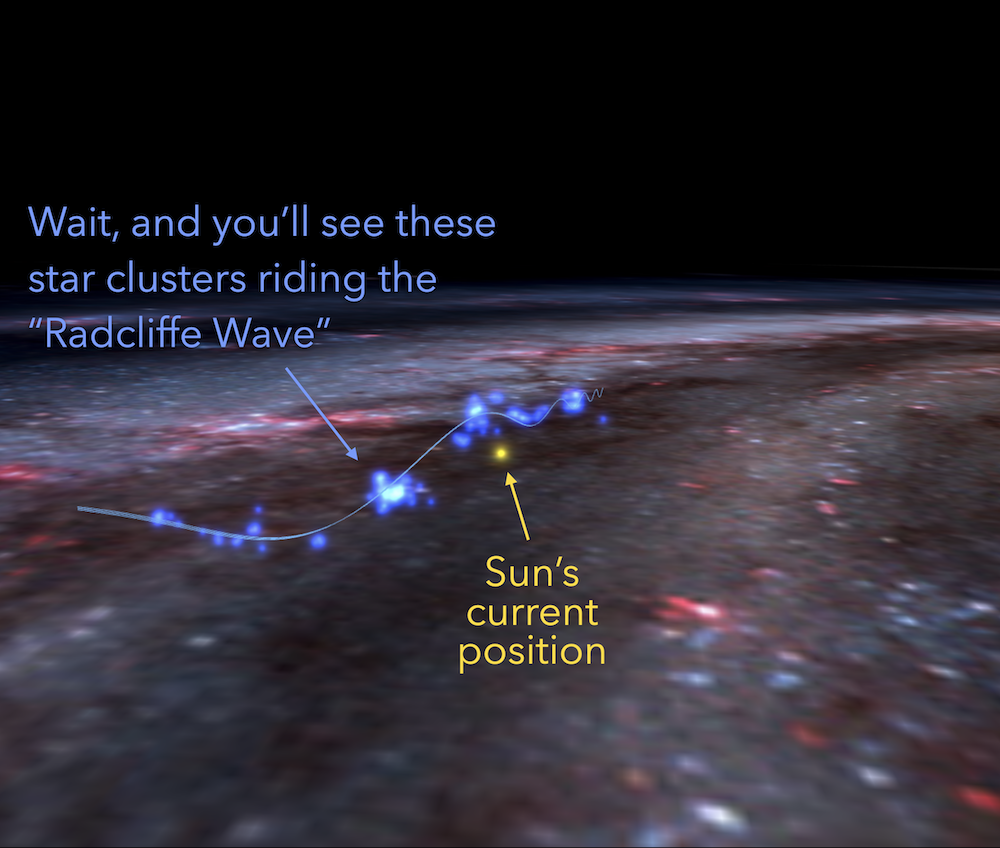 Wait, and you’ll see these
star clusters riding the
“Radcliffe Wave”
Sun’s
current
position